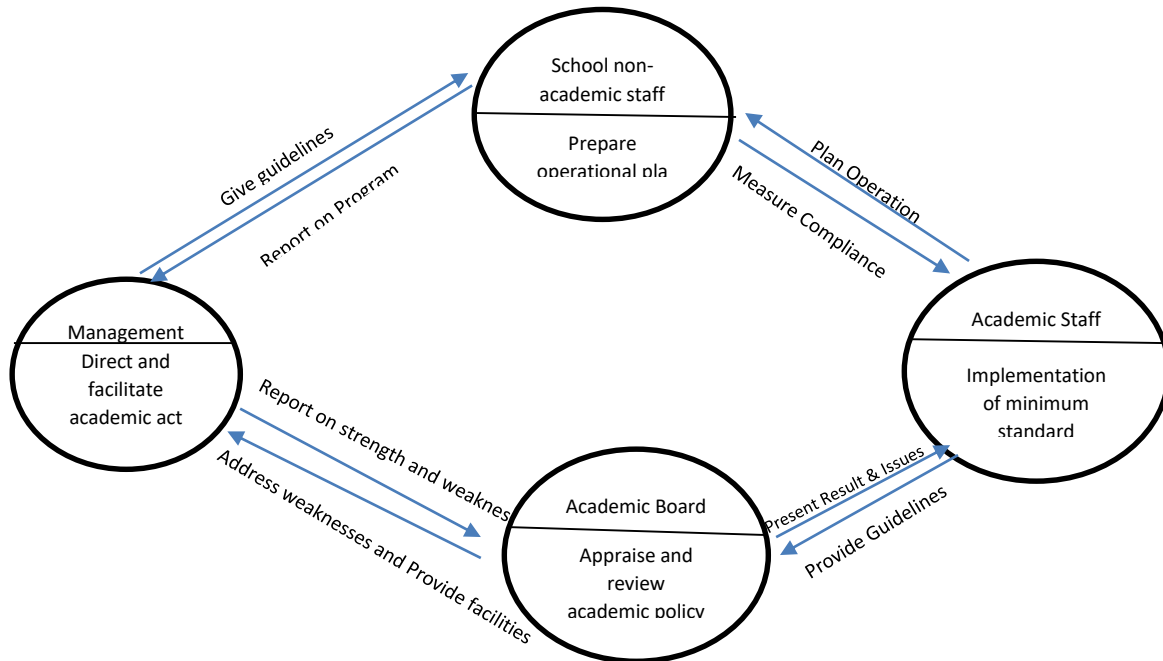 School non-
academic staff
Prepare
operational pla
Give guidelines
Report on Program
Plan Operation
Measure Compliance
Management
Direct and
facilitate
academic act
Academic Staff
Implementation
of minimum
standard
Report on strength and weaknes
Address weaknesses and Provide facilities
Academic Board
Appraise and
review
academic policy
Present Result & Issues
Provide Guidelines